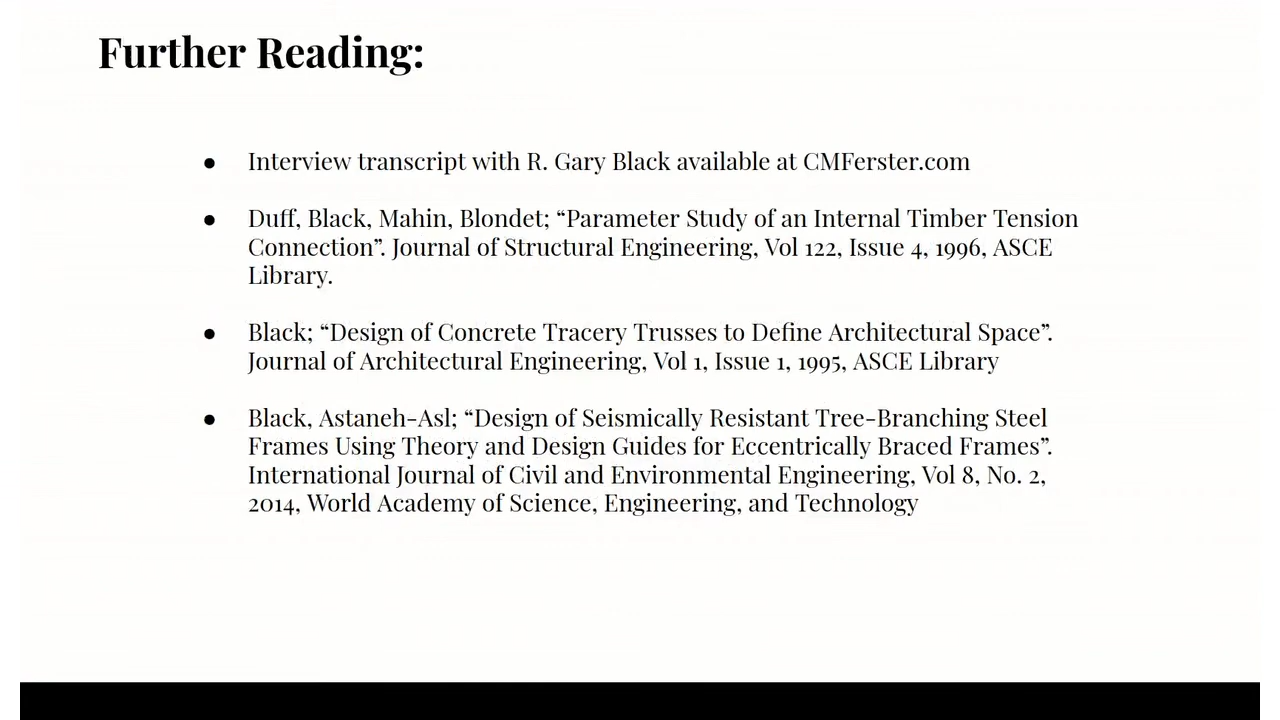 Further Reading:
● Interview transcript with R. Gary Black available at CMFerster.com
● Duff, Black, Mahin, Blondet; “Parameter Study of an Internal Timber Tension
Connection”. Journal of Structural Engineering, Vol 122, Issue 4, 1996, ASCE
Library.
● Black; “Design of Concrete Tracery Trusses to Define Architectural Space”.
Journal of Architectural Engineering, Vol 1, Issue 1, 1995, ASCE Library
● Black, Astaneh-Asl; “Design of Seismically Resistant Tree-Branching Steel
Frames Using Theory and Design Guides for Eccentrically Braced Frames”.
International Journal of Civil and Environmental Engineering, Vol 8, No. 2,
2014, World Academy of Science, Engineering, and Technology